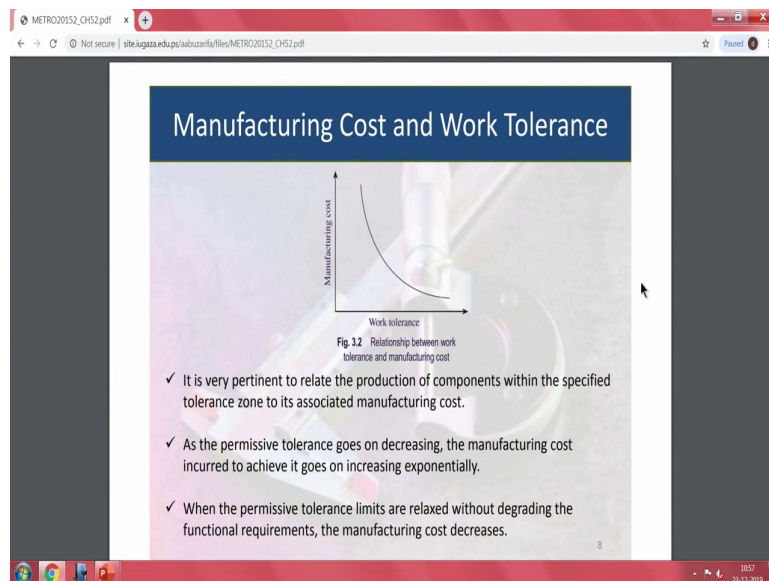 METRO20152_CH52.pdf
Not secure | site.iugaza.edu.ps/aabuzarifa/files/METRO20152_CH52.pdf
Paused
d
Manufacturing Cost and Work Tolerance
Manufacturing cost
Work tolerance
Fig. 3.2 Relationship between work
tolerance and manufacturing cost
✓ It is very pertinent to relate the production of components within the specified
tolerance zone to its associated manufacturing cost.
✓ As the permissive tolerance goes on decreasing, the manufacturing cost
incurred to achieve it goes on increasing exponentially.
✓ When the permissive tolerance limits are relaxed without degrading the
functional requirements, the manufacturing cost decreases.
8
10:57
23-12-2019